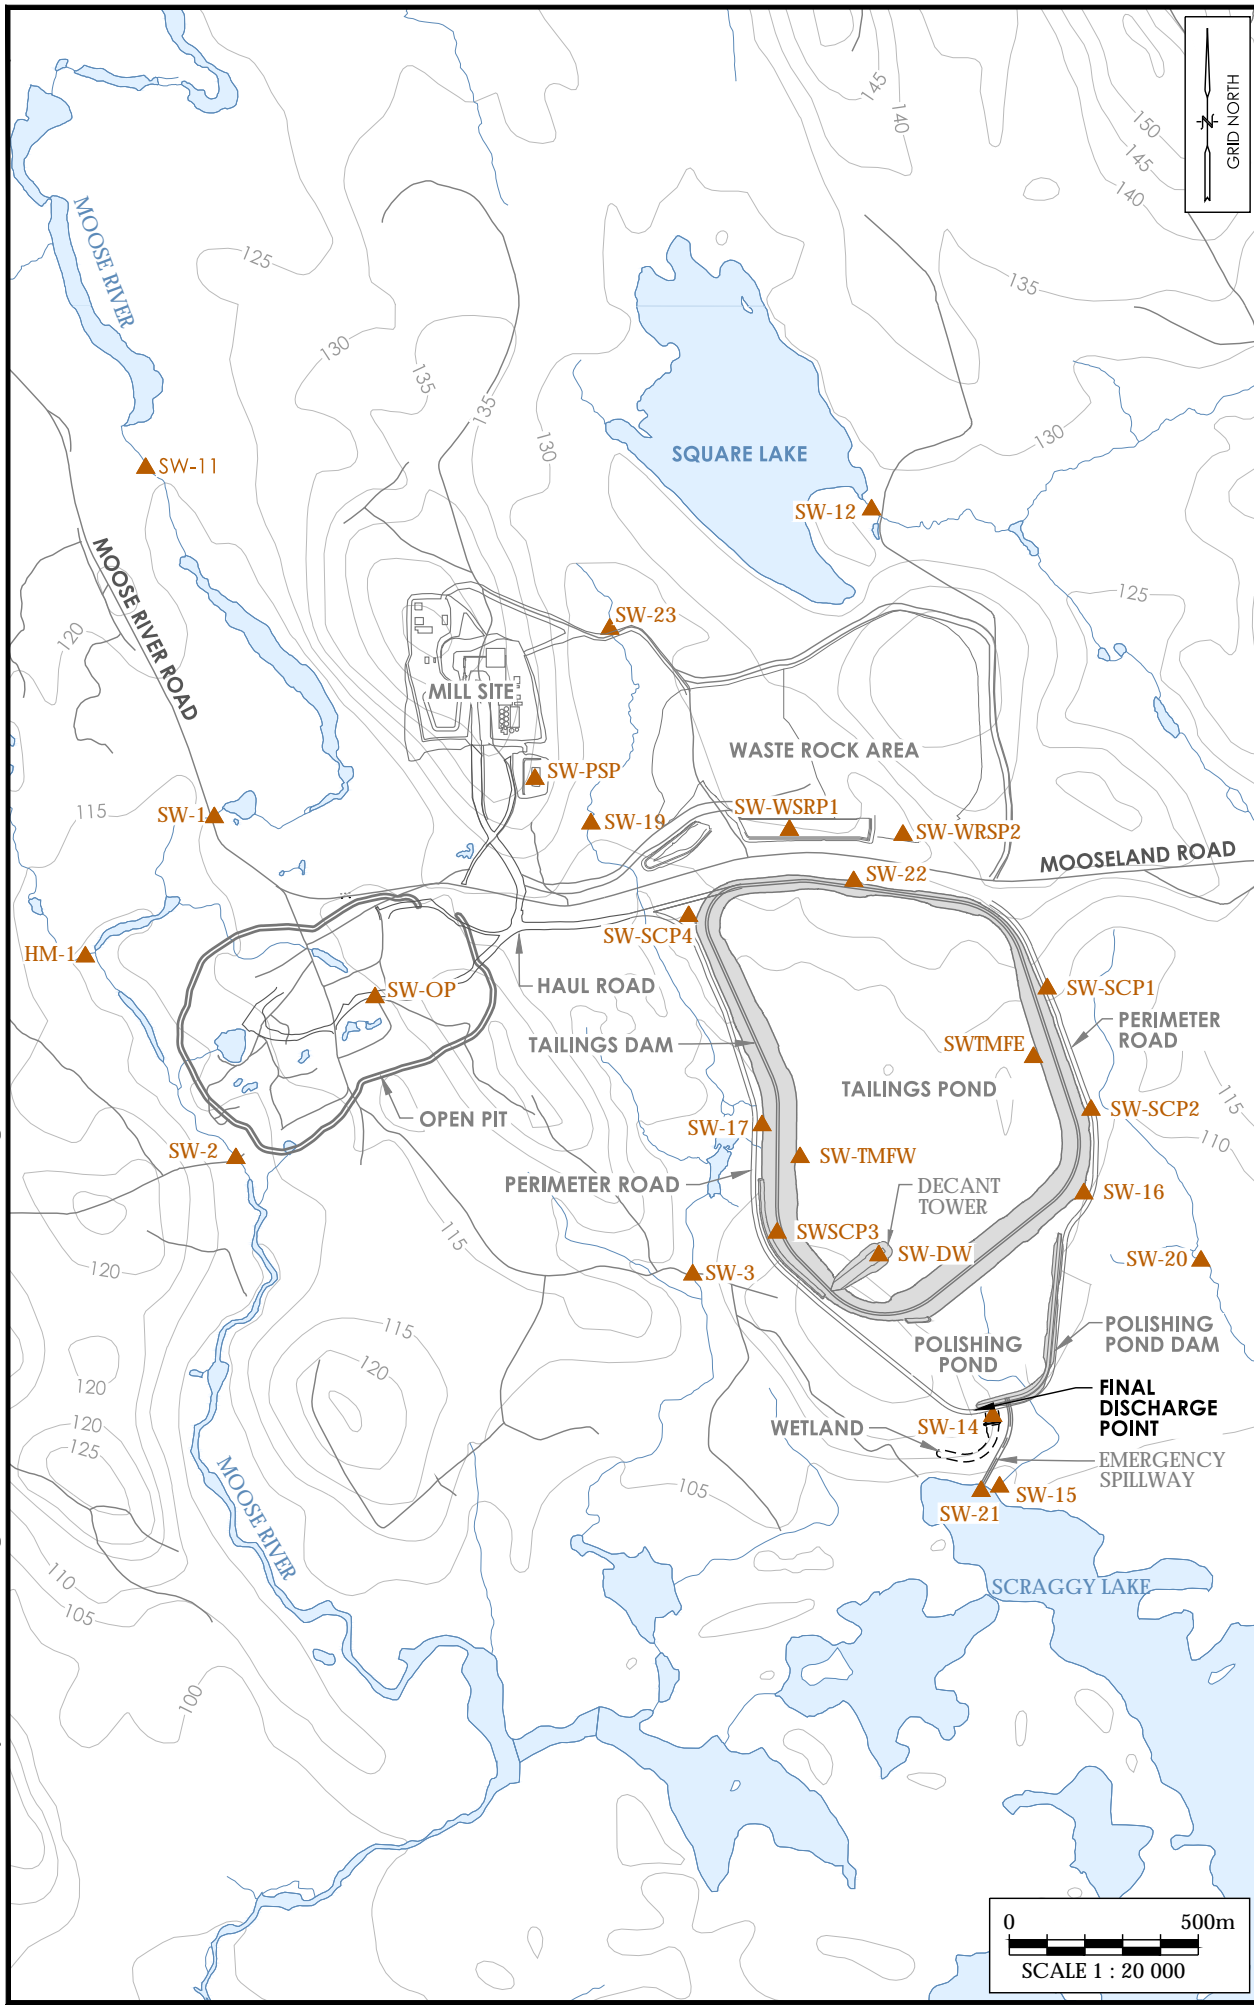 GRID NORTH
N
145
140
150
145
140
MOOSE RIVER
125
135
130
135
135
130
130
SQUARE LAKE
SW-11
SW-12
MOOSE RIVER ROAD
125
120
SW-23
MILL SITE
WASTE ROCK AREA
SW-PSP
115
SW-1
SW-19
SW-WSRP1
SW-WRSP2
MOOSELAND ROAD
SW-22
SW-SCP4
HM-1
SW-OP
HAUL ROAD
SW-SCP1
PERIMETER
ROAD
TAILINGS DAM
SWTMFE
TAILINGS POND
115
OPEN PIT
SW-17
SW-SCP2
110
SW-2
SW-TMFW
PERIMETER ROAD
DECANT
TOWER
SW-16
115
SWSCP3
SW-DW
SW-20
120
SW-3
115
120
POLISHING
POND
POLISHING
POND DAM
120
FINAL
DISCHARGE
POINT
120
125
WETLAND
SW-14
EMERGENCY
SPILLWAY
105
SW-15
SW-21
MOOSE RIVER
110
105
SCRAGGY LAKE
100
0 500m
SCALE 1 : 20 000